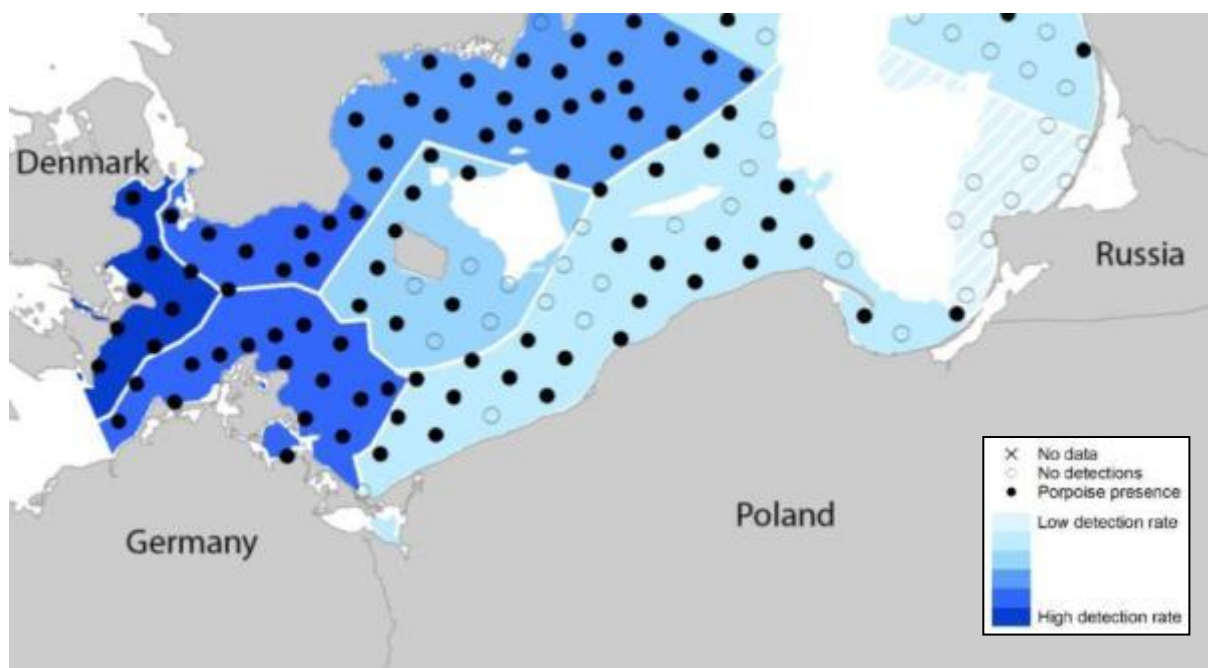 Denmark
Russia
Poland
Germany
No data
No detections
Porpoise presence
Low detection rate
High detection rate